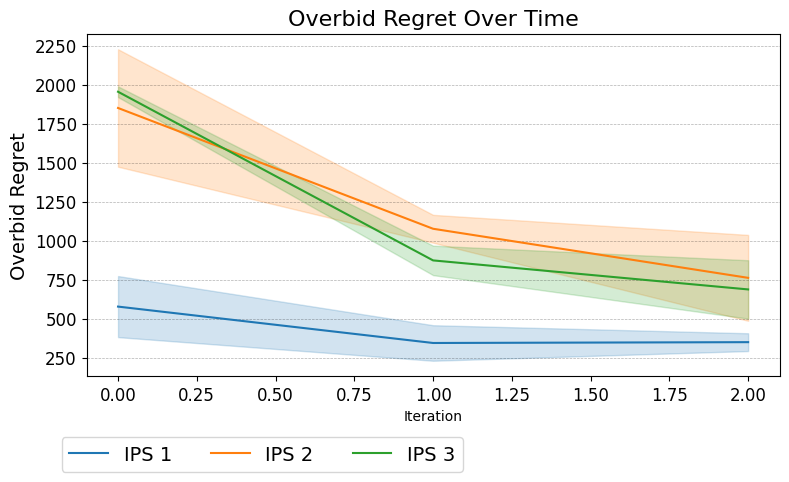 Overbid Regret Over Time
Overbid Regret
2250
2000
1750
1500
1250
1000
750
500
250
0.00 0.25 0.50 0.75 1.00 1.25 1.50 1.75 2.00
Iteration
IPS 1 IPS 2 IPS 3